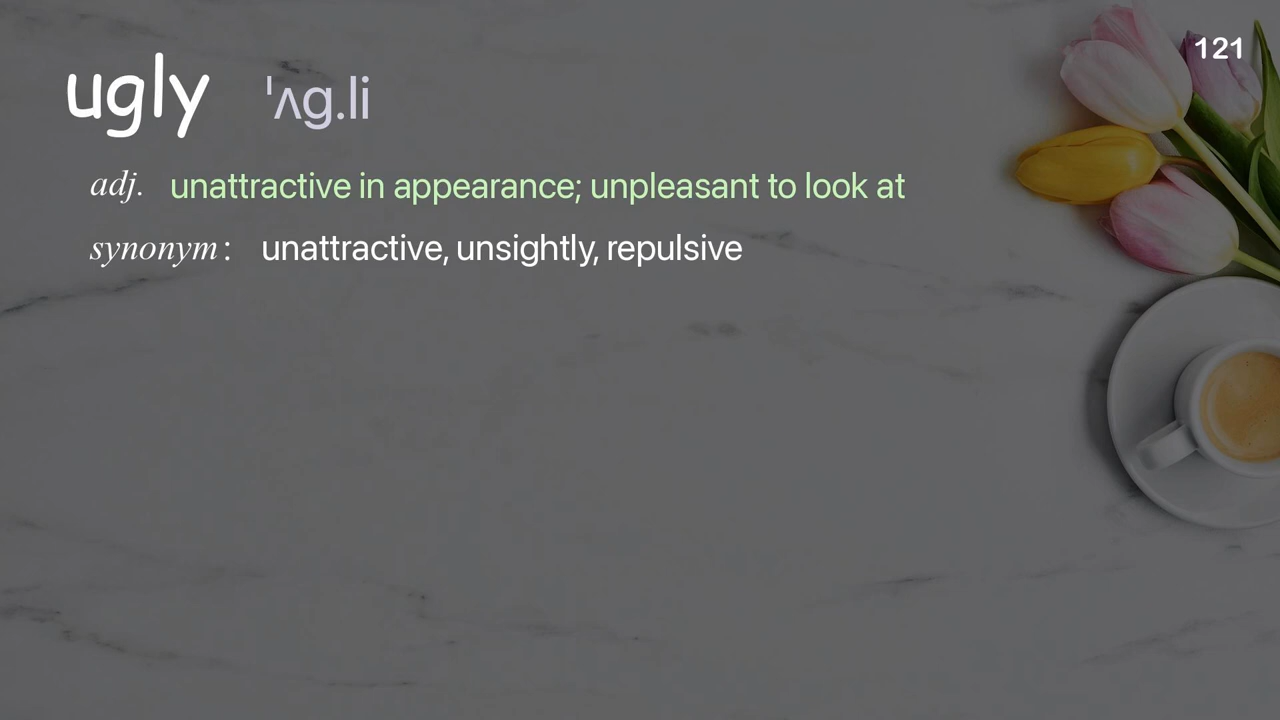 121
ugly ˈʌg.li
adj. unattractive in appearance; unpleasant to look at
synonym: unattractive, unsightly, repulsive